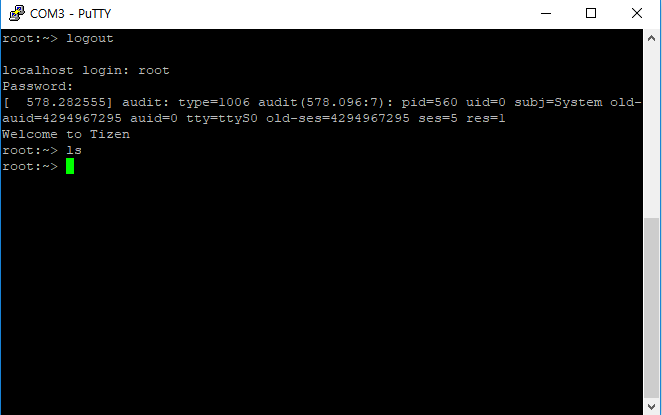 COM3 - PuTTY
root:~> logout
localhost login: root
Password:
[  578.282555] audit: type=1006 audit(578.096:7): pid=560 uid=0 subj=System old-
auid=4294967295 auid=0 tty=ttyS0 old-ses=4294967295 ses=5 res=1
Welcome to Tizen
root:~> ls
root:~>